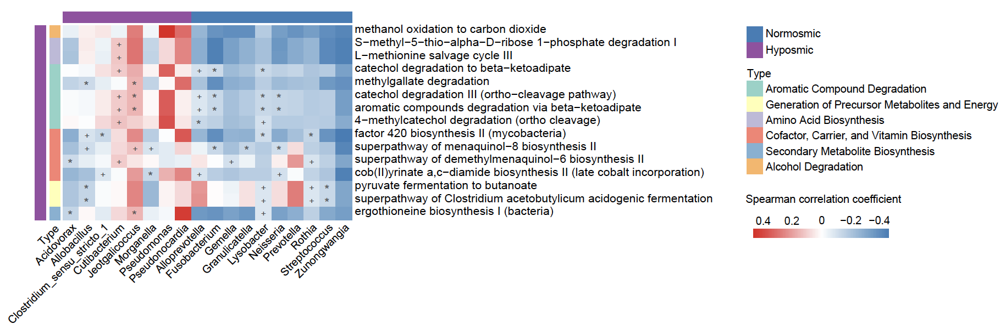 methanol oxidation to carbon dioxide
S−methyl−5−thio−alpha−D−ribose 1−phosphate degradation I
+
L−methionine salvage cycle III
+
catechol degradation to beta−ketoadipate
+ + * *
methylgallate degradation
* *
catechol degradation III (ortho−cleavage pathway)
+ * + * * *
aromatic compounds degradation via beta−ketoadipate
+ * + * * *
4−methylcatechol degradation (ortho cleavage)
+ * +
factor 420 biosynthesis II (mycobacteria)
+ * * *
superpathway of menaquinol−8 biosynthesis II
+ + + * * *
superpathway of demethylmenaquinol−6 biosynthesis II
* + + +
cob(II)yrinate a,c−diamide biosynthesis II (late cobalt incorporation)
+ * + +
pyruvate fermentation to butanoate
* + + *
superpathway of Clostridium acetobutylicum acidogenic fermentation
* + + *
ergothioneine biosynthesis I (bacteria)
* * +
Type
Acidovorax
Allobacillus
Clostridium_sensu_stricto_1
Cutibacterium
Jeotgalicoccus
Morganella
Pseudomonas
Pseudonocardia
Alloprevotella
Fusobacterium
Gemella
Granulicatella
Lysobacter
Neisseria
Prevotella
Rothia
Streptococcus
Zunongwangia
Normosmic
Hyposmic
Type
Aromatic Compound Degradation
Generation of Precursor Metabolites and Energy
Amino Acid Biosynthesis
Cofactor, Carrier, and Vitamin Biosynthesis
Secondary Metabolite Biosynthesis
Alcohol Degradation
Spearman correlation coefficient
0.4 0.2 0 −0.2 −0.4